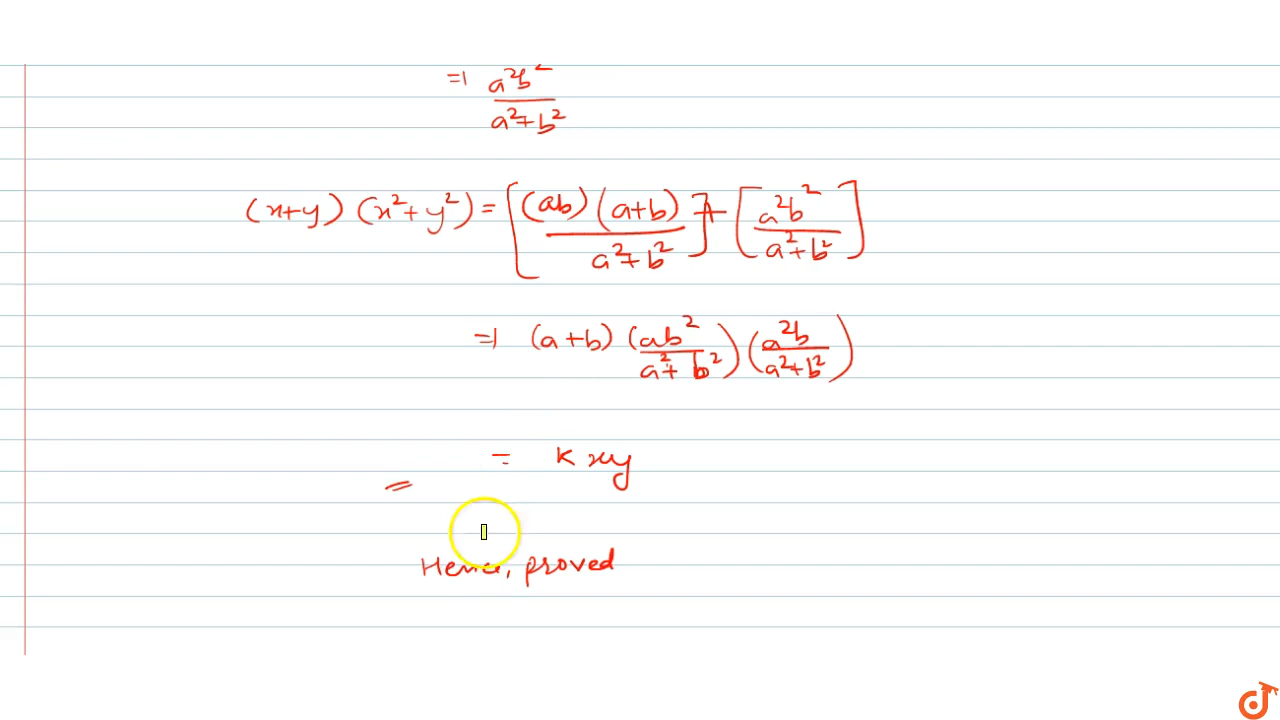 ⇒ a²b² / a²+b²
(x+y) (x²+y²) = [(ab)(a+b) / a²+b²] + [a²b² / a²+b²]
⇒ (a+b) (ab² / a²+b²) (a²b / a²+b²)
= K xy
=
Hence, proved